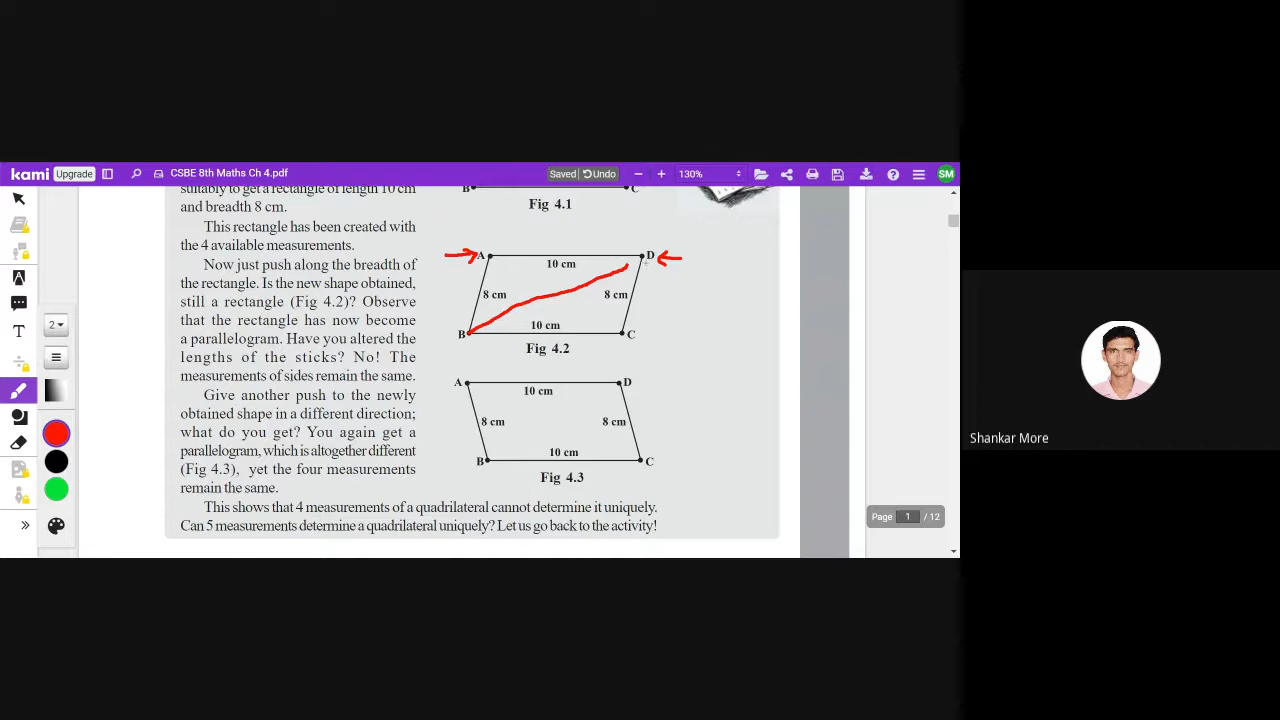 kami Upgrade CSBE 8th Maths Ch 4.pdf Saved Undo 130% SM
suitably to get a rectangle of length 10 cm
and breadth 8 cm.
This rectangle has been created with
the 4 available measurements.
Now just push along the breadth of
the rectangle. Is the new shape obtained,
still a rectangle (Fig 4.2)? Observe
that the rectangle has now become
a parallelogram. Have you altered the
lengths of the sticks? No! The
measurements of sides remain the same.
Give another push to the newly
obtained shape in a different direction;
what do you get? You again get a
parallelogram, which is altogether different
(Fig 4.3), yet the four measurements
remain the same.
This shows that 4 measurements of a quadrilateral cannot determine it uniquely.
Can 5 measurements determine a quadrilateral uniquely? Let us go back to the activity!
B C
Fig 4.1
A D
10 cm
8 cm 8 cm
10 cm
B C
Fig 4.2
A D
10 cm
8 cm 8 cm
10 cm
B C
Fig 4.3
2
T
Page 1 / 12
Shankar More